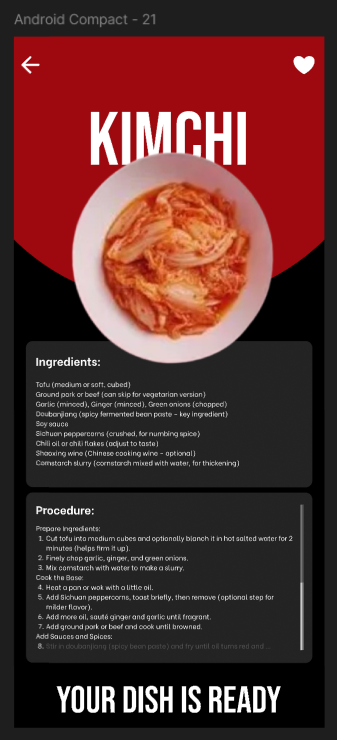 Android Compact - 21
KIMCHI
Ingredients:
Tofu (medium or soft, cubed)
Ground pork or beef (can skip for vegetarian version)
Garlic (minced), Ginger (minced), Green onions (chopped)
Doubanjiang (spicy fermented bean paste – key ingredient)
Soy sauce
Sichuan peppercorns (crushed, for numbing spice)
Chili oil or chili flakes (adjust to taste)
Shaoxing wine (Chinese cooking wine – optional)
Cornstarch slurry (cornstarch mixed with water, for thickening)
Procedure:
Prepare Ingredients:
1. Cut tofu into medium cubes and optionally blanch it in hot salted water for 2
minutes (helps firm it up).
2. Finely chop garlic, ginger, and green onions.
3. Mix cornstarch with water to make a slurry.
Cook the Base:
4. Heat a pan or wok with a little oil.
5. Add Sichuan peppercorns, toast briefly, then remove (optional step for
milder flavor).
6. Add more oil, sauté ginger and garlic until fragrant.
7. Add ground pork or beef and cook until browned.
Add Sauces and Spices:
8. Stir in doubanjiang (spicy bean paste) and fry until oil turns red and ...
YOUR DISH IS READY